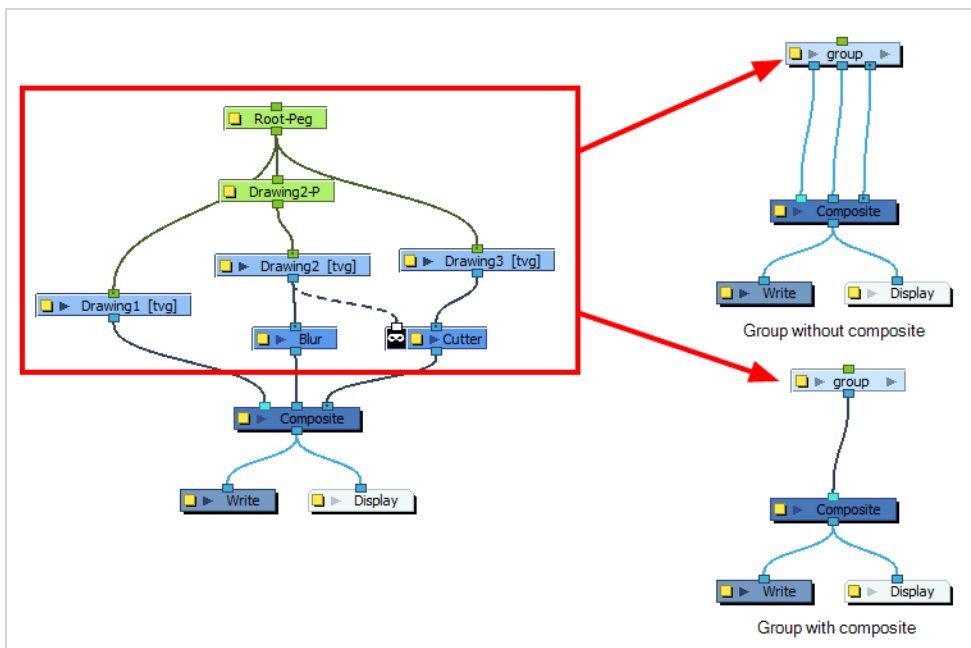 Root-Peg
Drawing2-P
Drawing2 [tvg]
Drawing3 [tvg]
Drawing1 [tvg]
Blur
Cutter
Composite
Write
Display
group
Composite
Write
Display
Group without composite
group
Composite
Write
Display
Group with composite